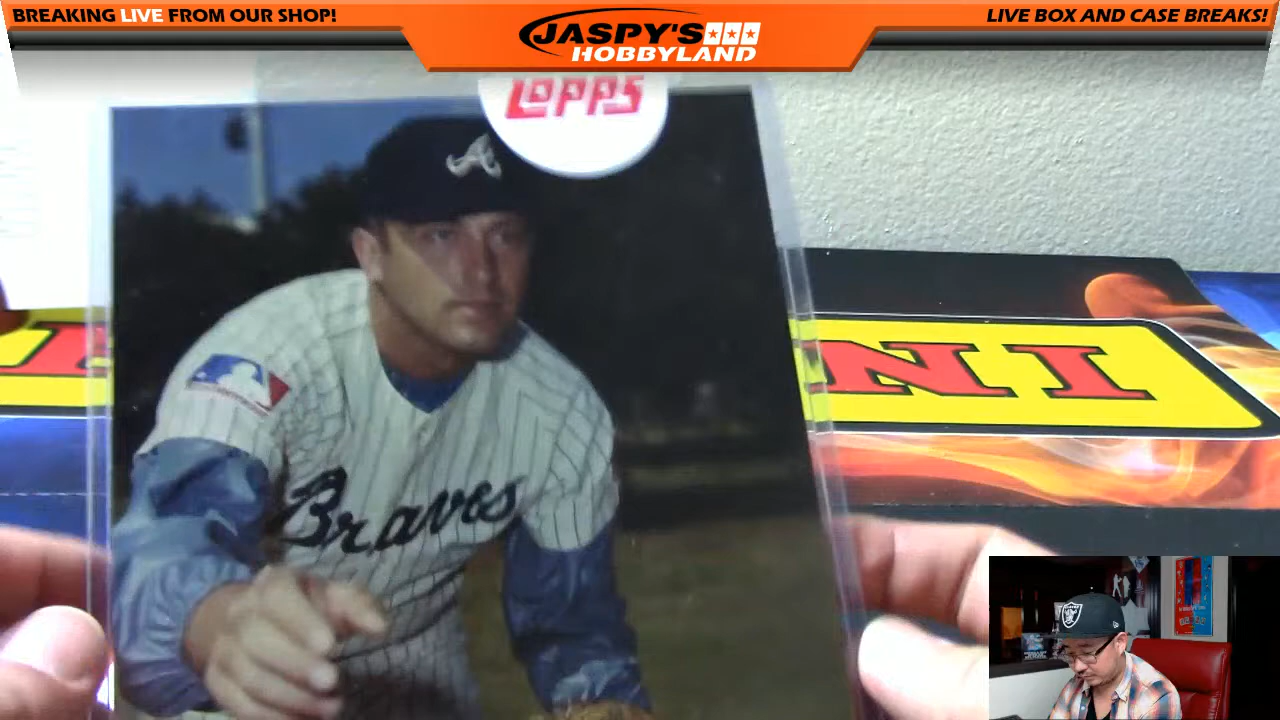 BREAKING LIVE FROM OUR SHOP!
JASPY'S
HOBBYLAND
LIVE BOX AND CASE BREAKS!
TOPPS
A
Braves